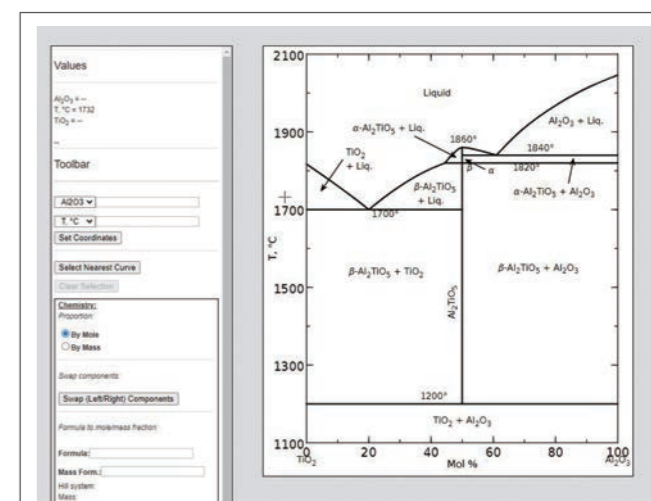 Values
Al₂O₃ = --
T, °C = 1732
TiO₂ = --
--
Toolbar
Al2O3
T, °C
Set Coordinates
Select Nearest Curve
Clear Selection
Chemistry:
Proportion:
By Mole
By Mass
Swap components:
Swap (Left/Right) Components
Formula to mole/mass fraction:
Formula:
Mass Form.:
Hill system:
Mass:
2100
1900
1700
1500
1300
1100
T, °C
Liquid
α-Al₂TiO₅ + Liq.
1860°
Al₂O₃ + Liq.
TiO₂
+ Liq.
1840°
β
α
1820°
β-Al₂TiO₅
+ Liq.
α-Al₂TiO₅ + Al₂O₃
1700°
β-Al₂TiO₅ + TiO₂
β-Al₂TiO₅ + Al₂O₃
Al₂TiO₅
1200°
TiO₂ + Al₂O₃
0 20 40 60 80 100
TiO₂ Mol % Al₂O₃